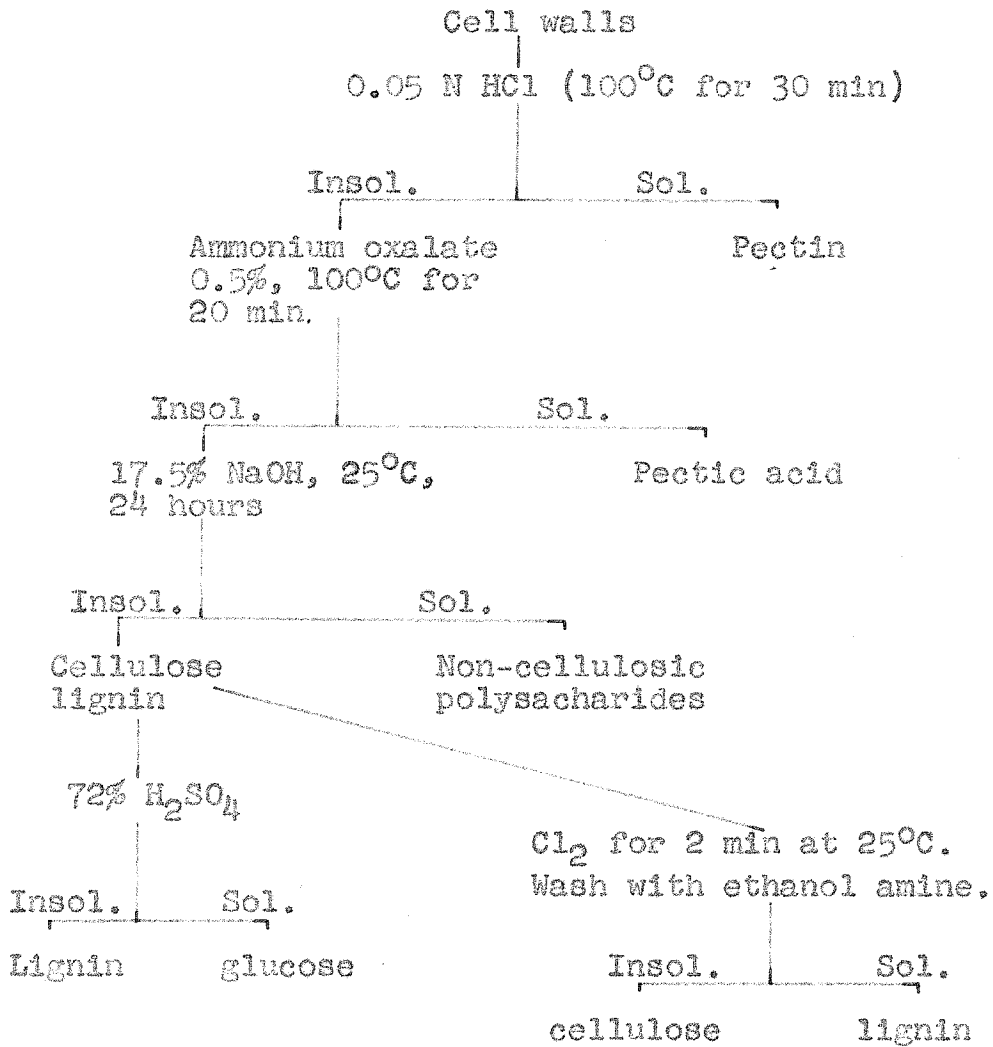 Cell walls
0.05 N HCl (100°C for 30 min)
Insol. Sol.
Ammonium oxalate
0.5%, 100°C for
20 min.
Pectin
Insol. Sol.
17.5% NaOH, 25°C,
24 hours
Pectic acid
Insol. Sol.
Cellulose
lignin
Non-cellulosic
polysacharides
72% H₂SO₄
Cl₂ for 2 min at 25°C.
Wash with ethanol amine.
Insol. Sol.
Lignin glucose
Insol. Sol.
cellulose lignin